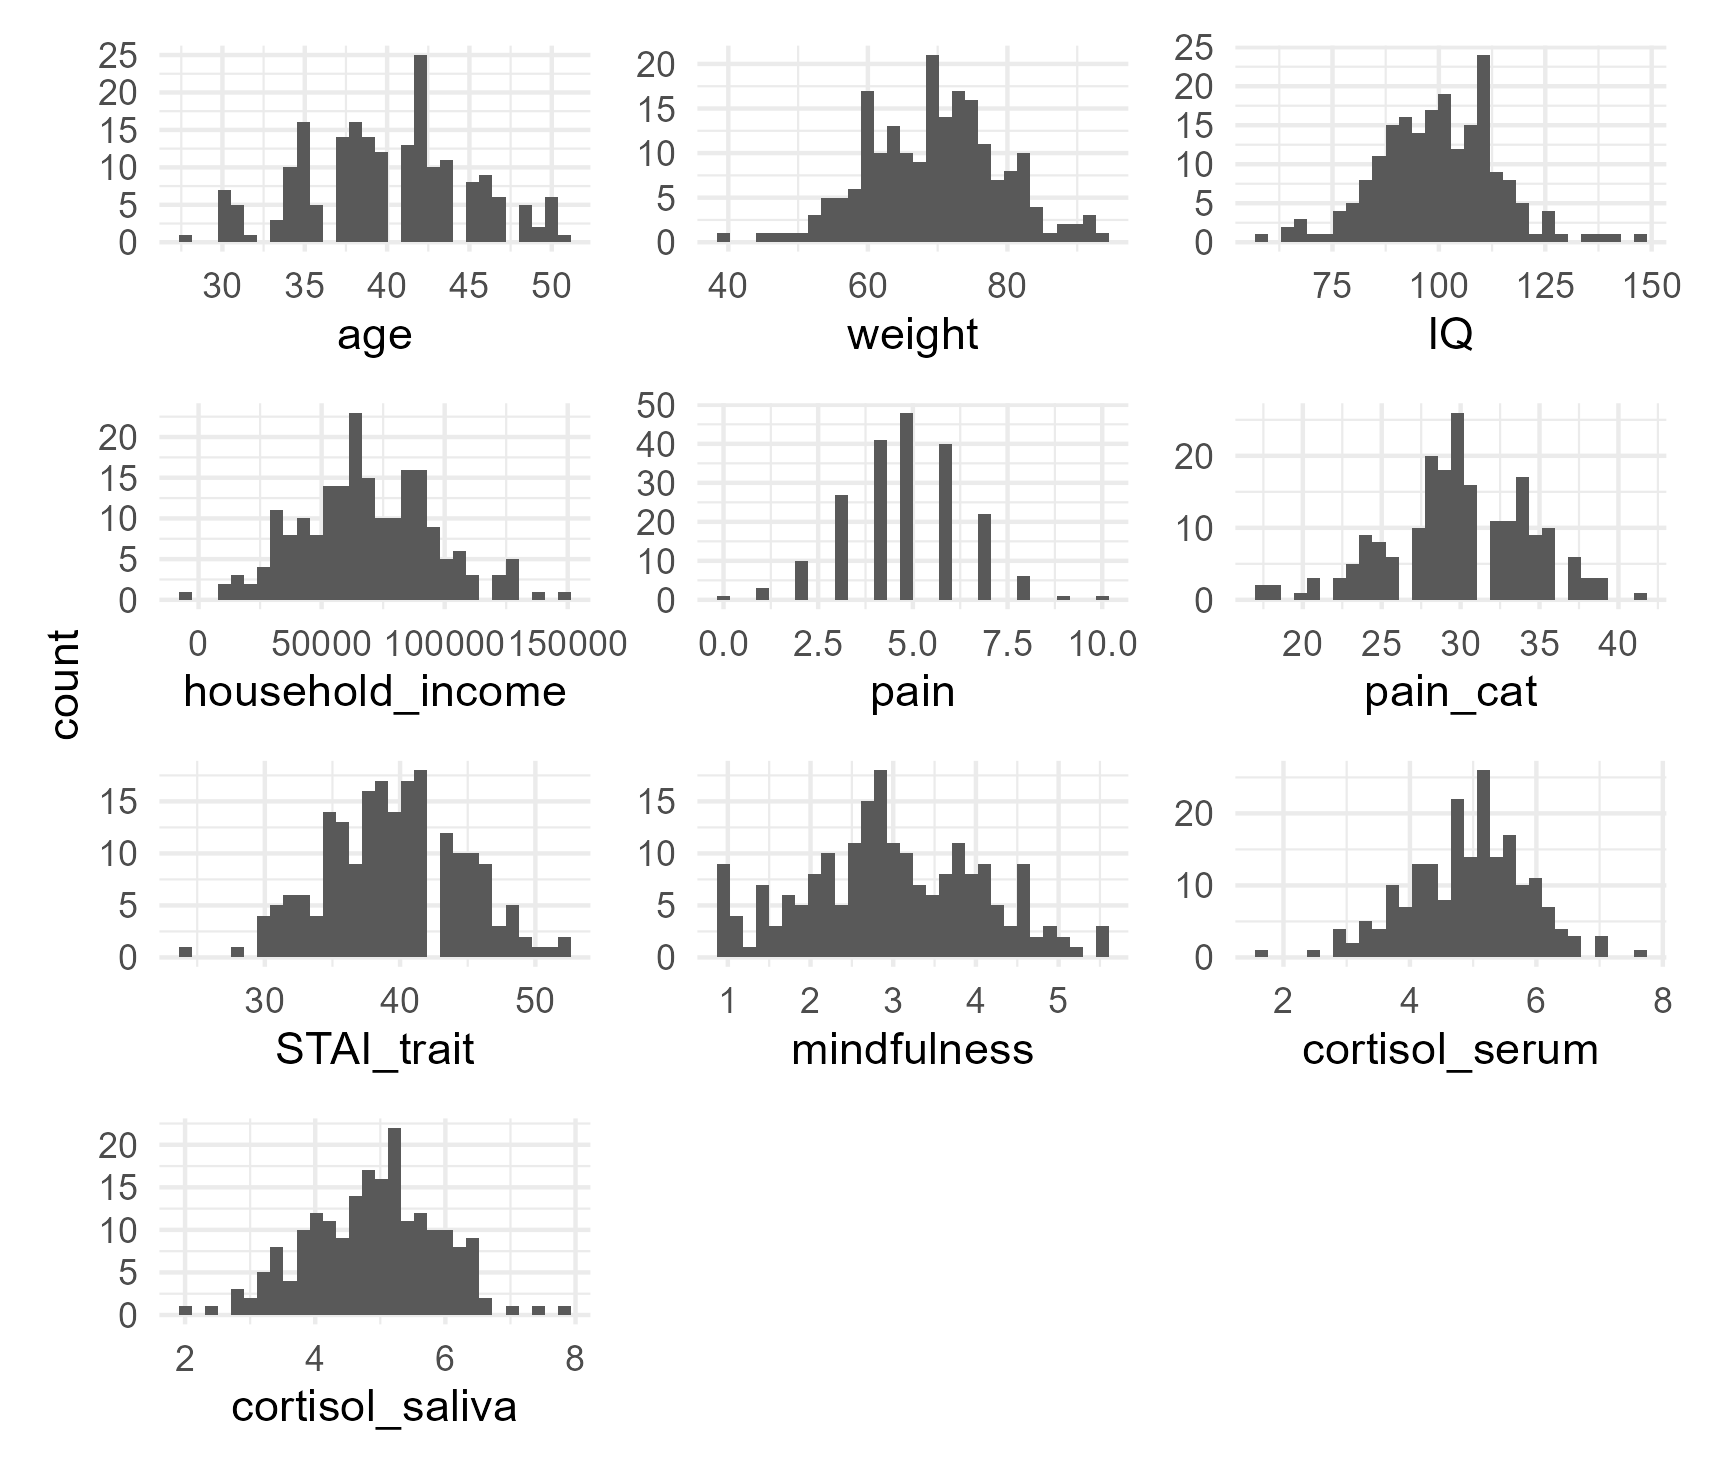 count
25
20
15
10
5
0
30 35 40 45 50
age
20
15
10
5
0
40 60 80
weight
25
20
15
10
5
0
75 100 125 150
IQ
20
15
10
5
0
0 50000 100000 150000
household_income
50
40
30
20
10
0
0.0 2.5 5.0 7.5 10.0
pain
20
10
0
20 25 30 35 40
pain_cat
15
10
5
0
30 40 50
STAI_trait
15
10
5
0
1 2 3 4 5
mindfulness
20
10
0
2 4 6 8
cortisol_serum
20
15
10
5
0
2 4 6 8
cortisol_saliva